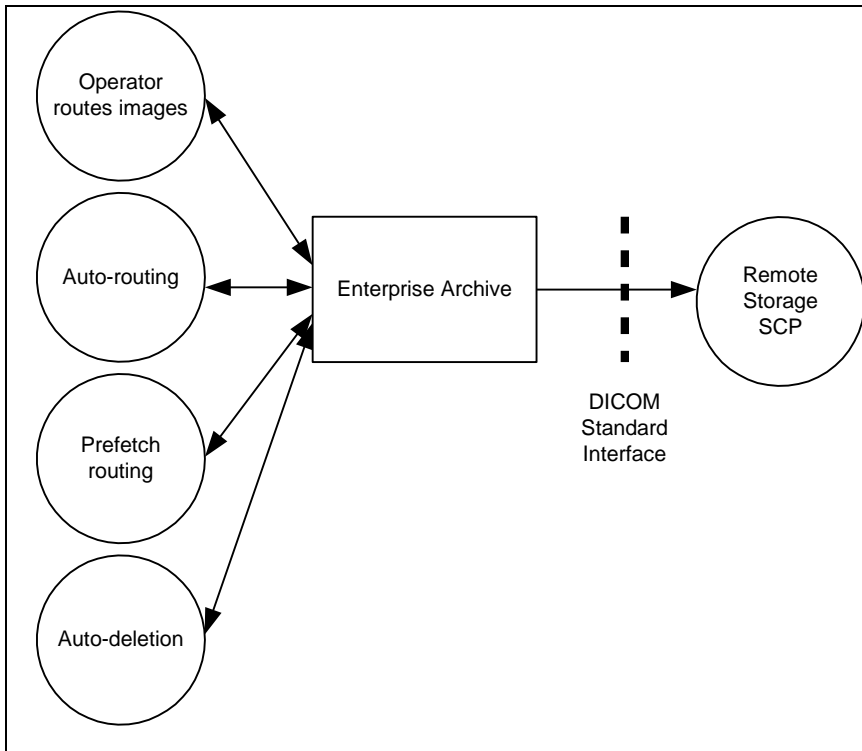 Operator
routes images
Auto-routing
Enterprise Archive
Remote
Storage
SCP
Prefetch
routing
DICOM
Standard
Interface
Auto-deletion